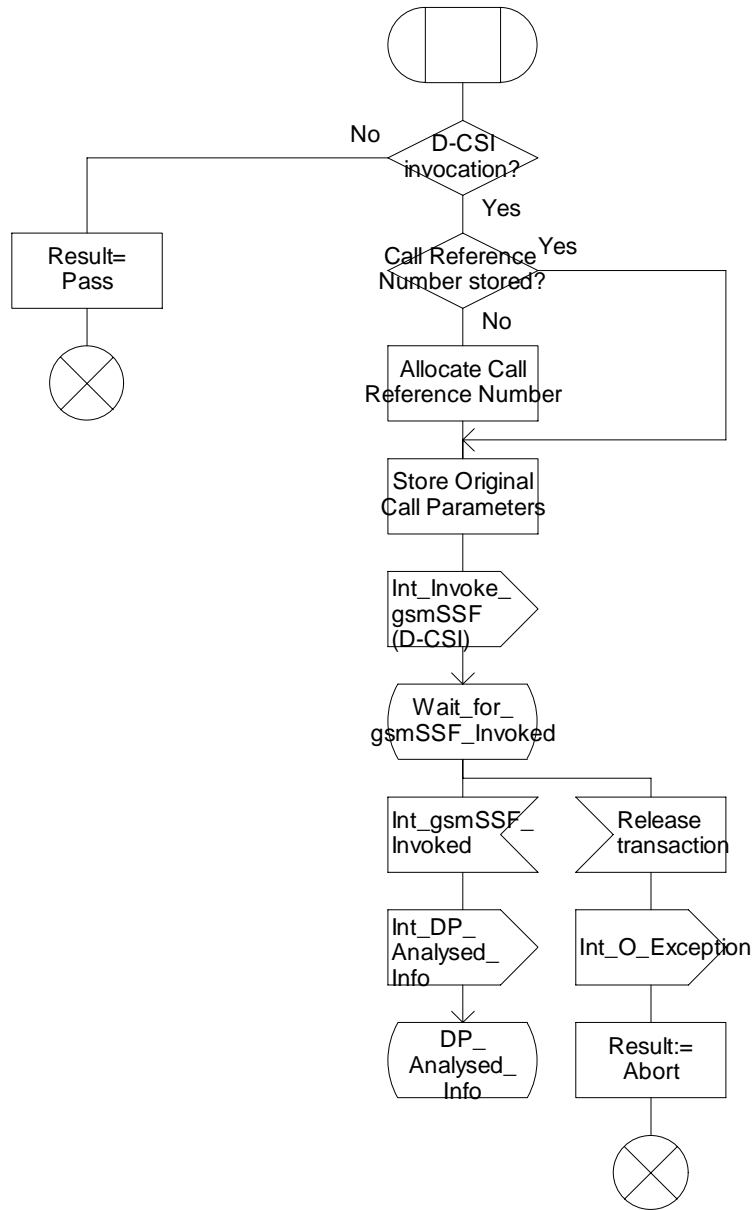 No
D-CSI
invocation?
Yes
Result=
Pass
Call Reference
Number stored?
Yes
No
Allocate Call
Reference Number
Store Original
Call Parameters
Int_Invoke_
gsmSSF
(D-CSI)
Wait_for_
gsmSSF_Invoked
Int_gsmSSF_
Invoked
Release
transaction
Int_DP_
Analysed_
Info
Int_O_Exception
DP_
Analysed_
Info
Result:=
Abort